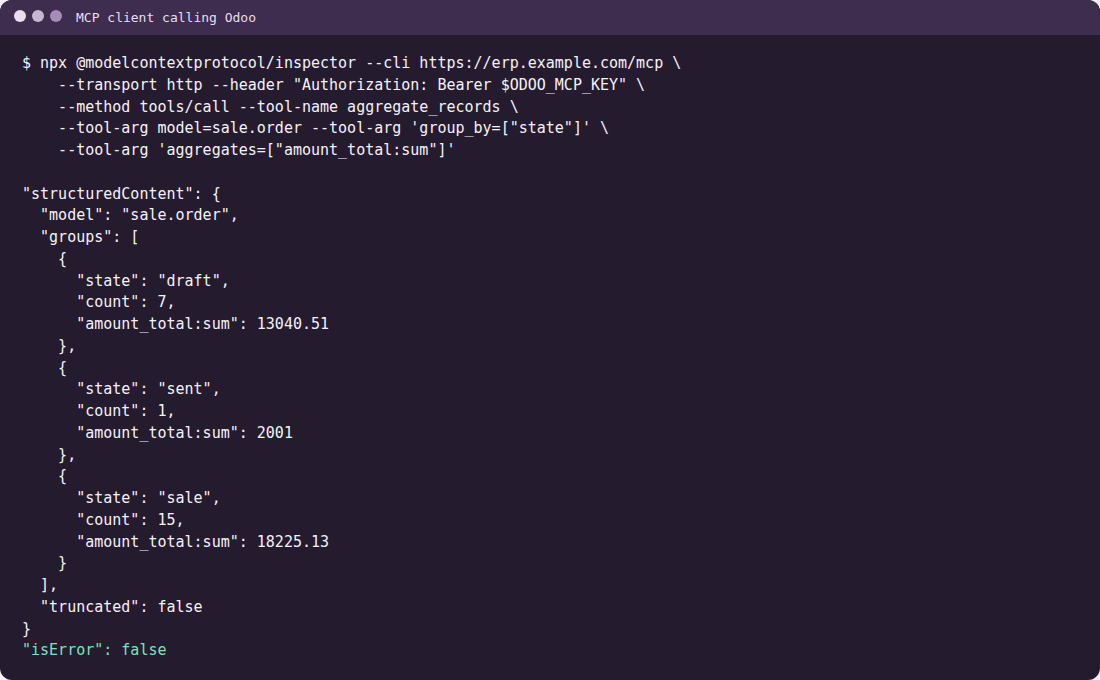 MCP client calling Odoo
$ npx @modelcontextprotocol/inspector --cli https://erp.example.com/mcp \
    --transport http --header "Authorization: Bearer $ODOO_MCP_KEY" \
    --method tools/call --tool-name aggregate_records \
    --tool-arg model=sale.order --tool-arg 'group_by=["state"]' \
    --tool-arg 'aggregates=["amount_total:sum"]'

"structuredContent": {
  "model": "sale.order",
  "groups": [
    {
      "state": "draft",
      "count": 7,
      "amount_total:sum": 13040.51
    },
    {
      "state": "sent",
      "count": 1,
      "amount_total:sum": 2001
    },
    {
      "state": "sale",
      "count": 15,
      "amount_total:sum": 18225.13
    }
  ],
  "truncated": false
}
"isError": false